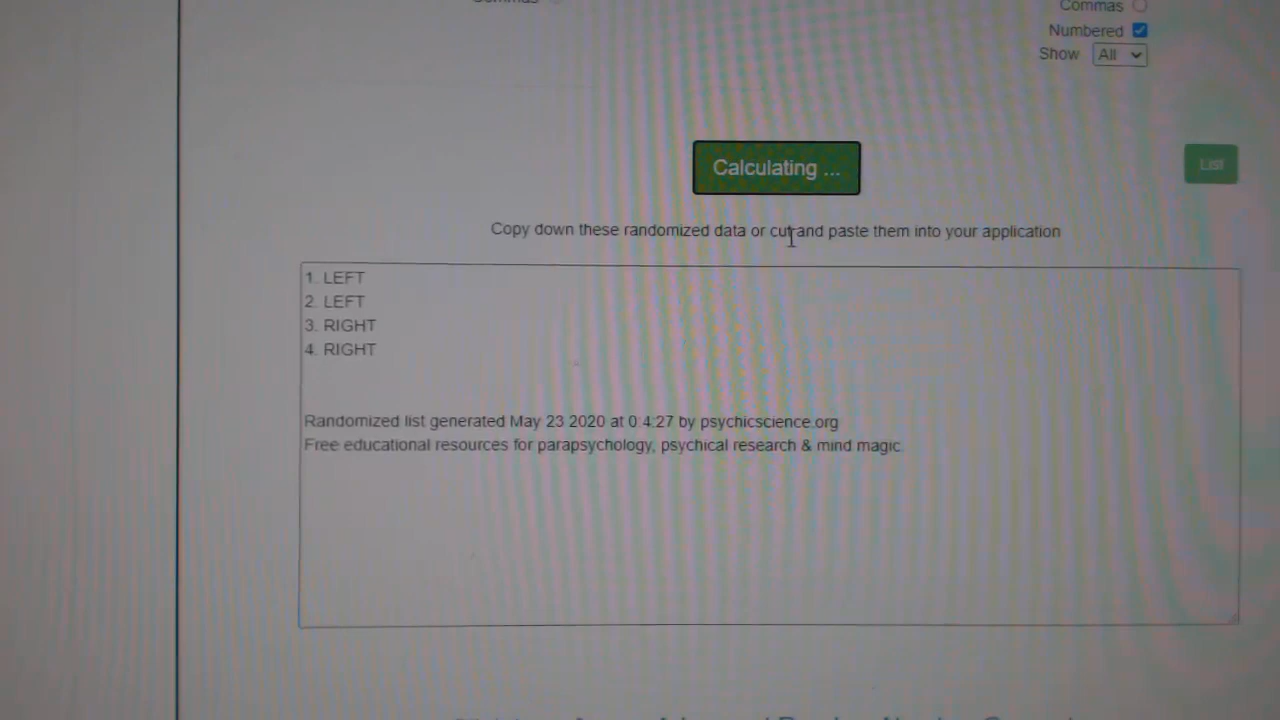 Commas
Numbered
Show All
Calculating ...
List
Copy down these randomized data or cut and paste them into your application
1. LEFT
2. LEFT
3. RIGHT
4. RIGHT
Randomized list generated May 23 2020 at 0:4:27 by psychicscience.org
Free educational resources for parapsychology, psychical research & mind magic.